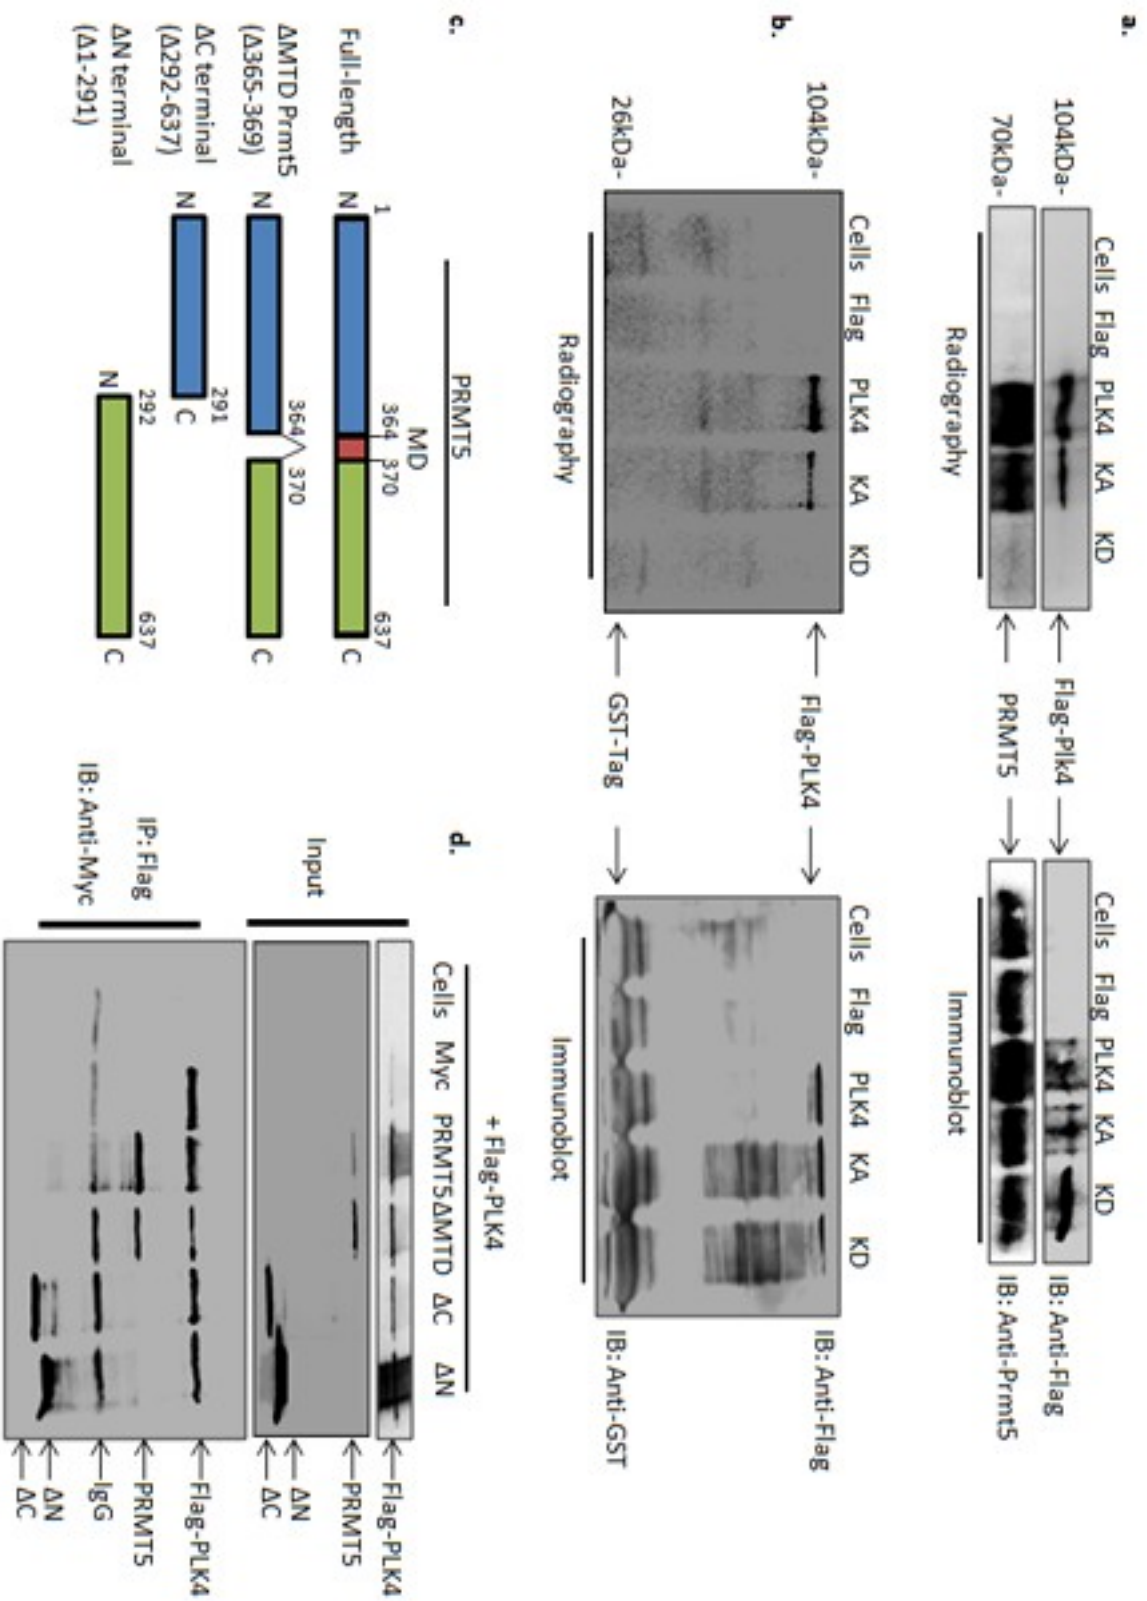 a.
Cells Flag PLK4 KA KD
104kDa-
70kDa-
Radiography
Flag-Plk4
PRMT5
Cells Flag PLK4 KA KD
IB: Anti-Flag
IB: Anti-Prmt5
Immunoblot
b.
Cells Flag PLK4 KA KD
104kDa-
26kDa-
Radiography
Flag-PLK4
GST-Tag
Cells Flag PLK4 KA KD
IB: Anti-Flag
IB: Anti-GST
Immunoblot
c.
PRMT5
MD
1 364 370 637
Full-length N C
364 370
ΔMTD Prmt5 N C
(Δ365-369)
291
ΔC terminal N C
(Δ292-637)
292 637
ΔN terminal N C
(Δ1-291)
d.
+ Flag-PLK4
Cells Myc PRMT5 ΔMTD ΔC ΔN
Input
Flag-PLK4
PRMT5
ΔN
ΔC
IP: Flag
IB: Anti-Myc
Flag-PLK4
PRMT5
IgG
ΔN
ΔC